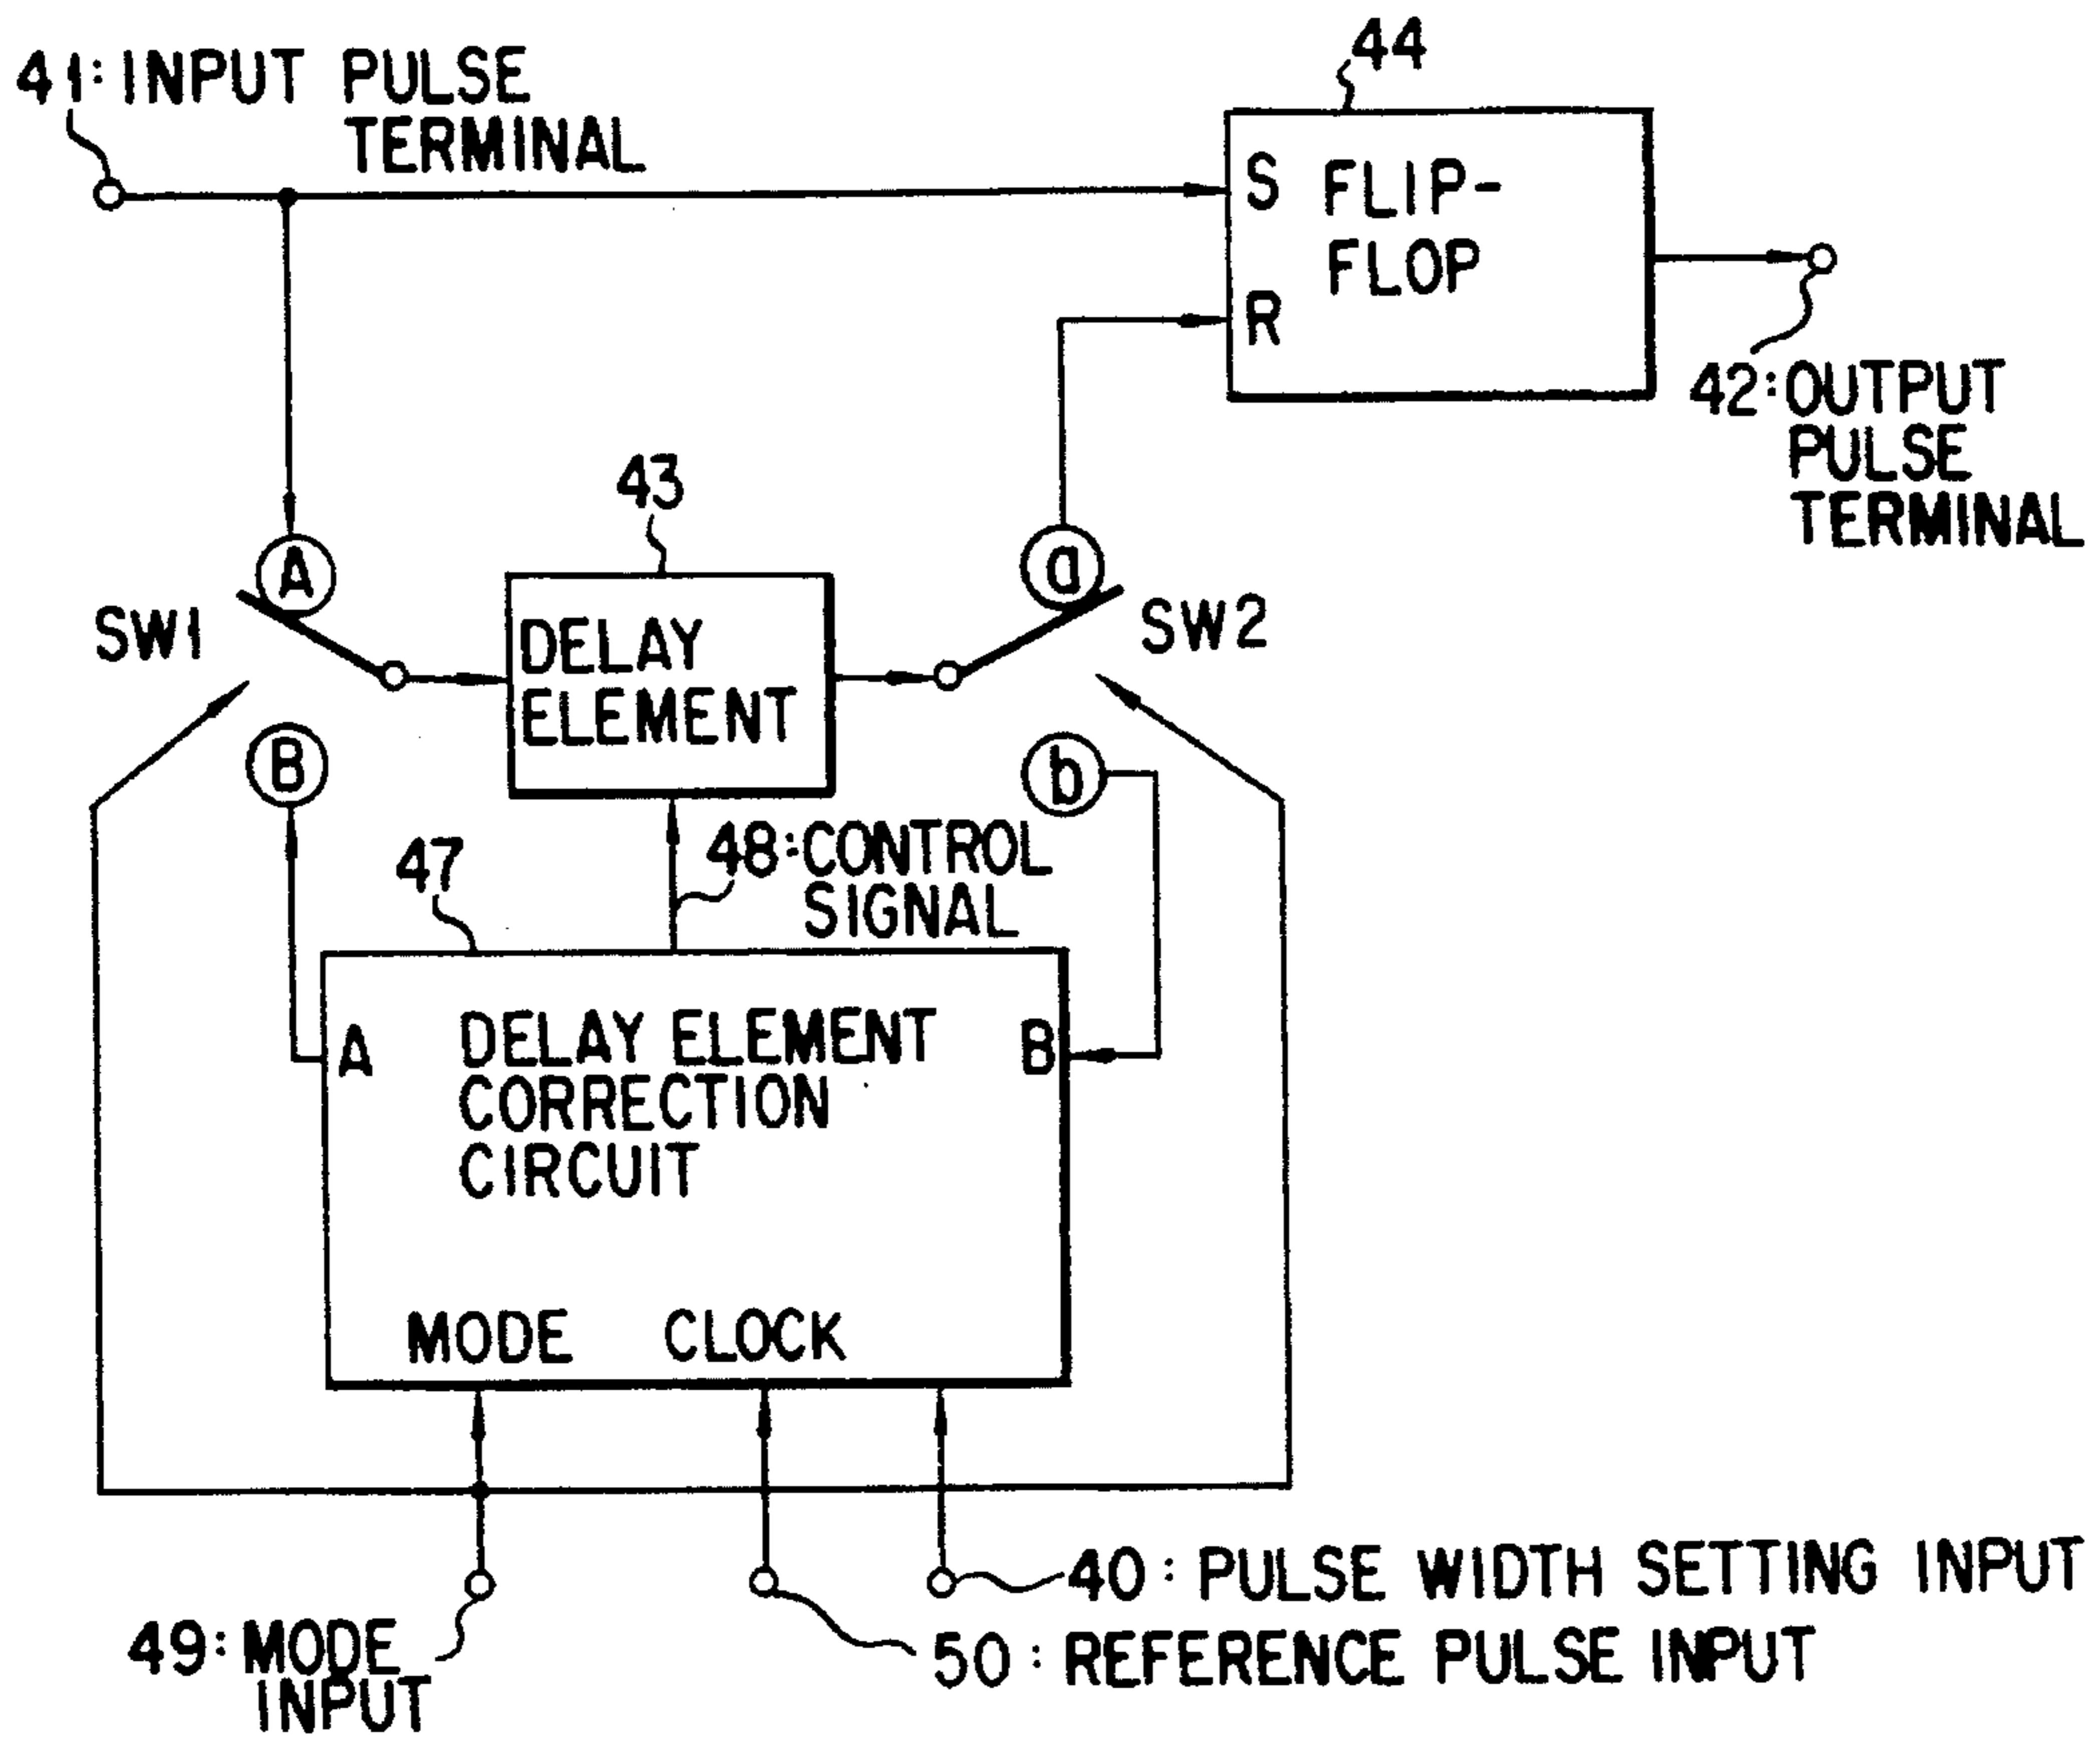 41: INPUT PULSE
TERMINAL
44
S
FLIP-
FLOP
R
42: OUTPUT
PULSE
TERMINAL
43
A
a
SW1
SW2
DELAY
ELEMENT
B
b
47
48: CONTROL
SIGNAL
A
DELAY ELEMENT
B
CORRECTION
CIRCUIT
MODE
CLOCK
40: PULSE WIDTH SETTING INPUT
49: MODE
INPUT
50: REFERENCE PULSE INPUT